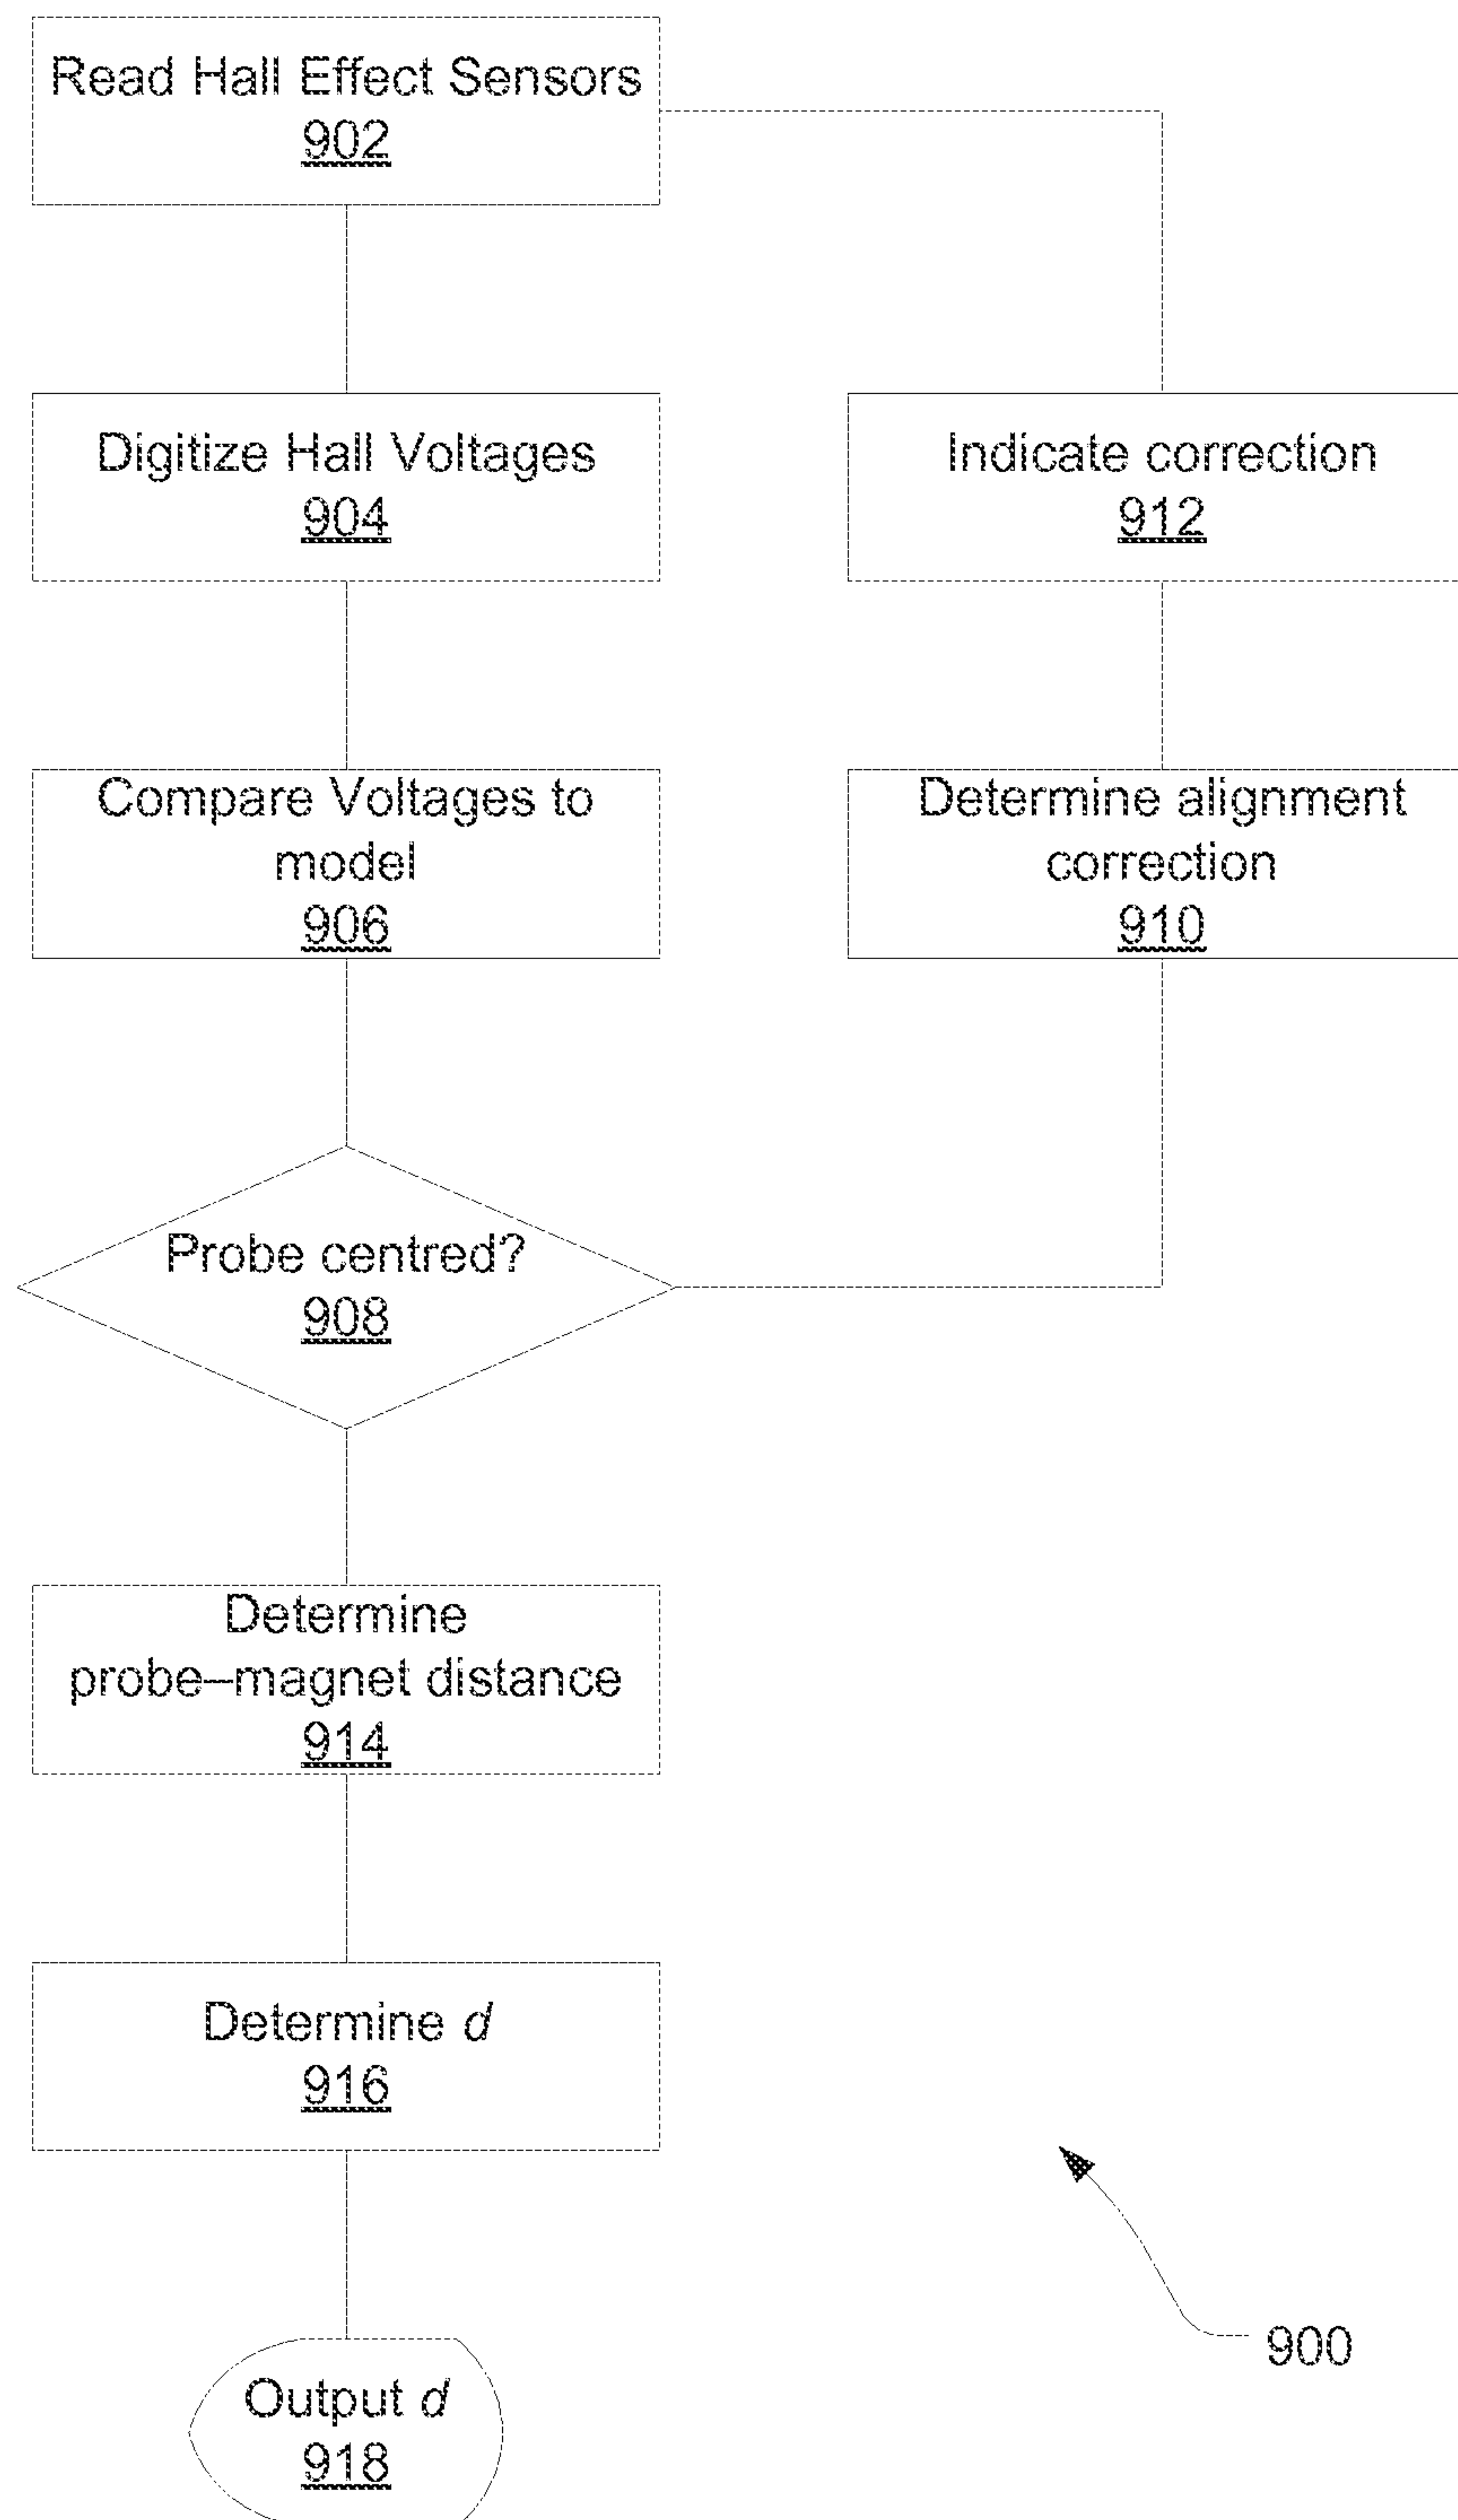 Read Hall Effect Sensors
902
Digitize Hall Voltages
904
Indicate correction
912
Compare Voltages to
model
906
Determine alignment
correction
910
Probe centred?
908
Determine
probe–magnet distance
914
Determine d
916
900
Output d
918